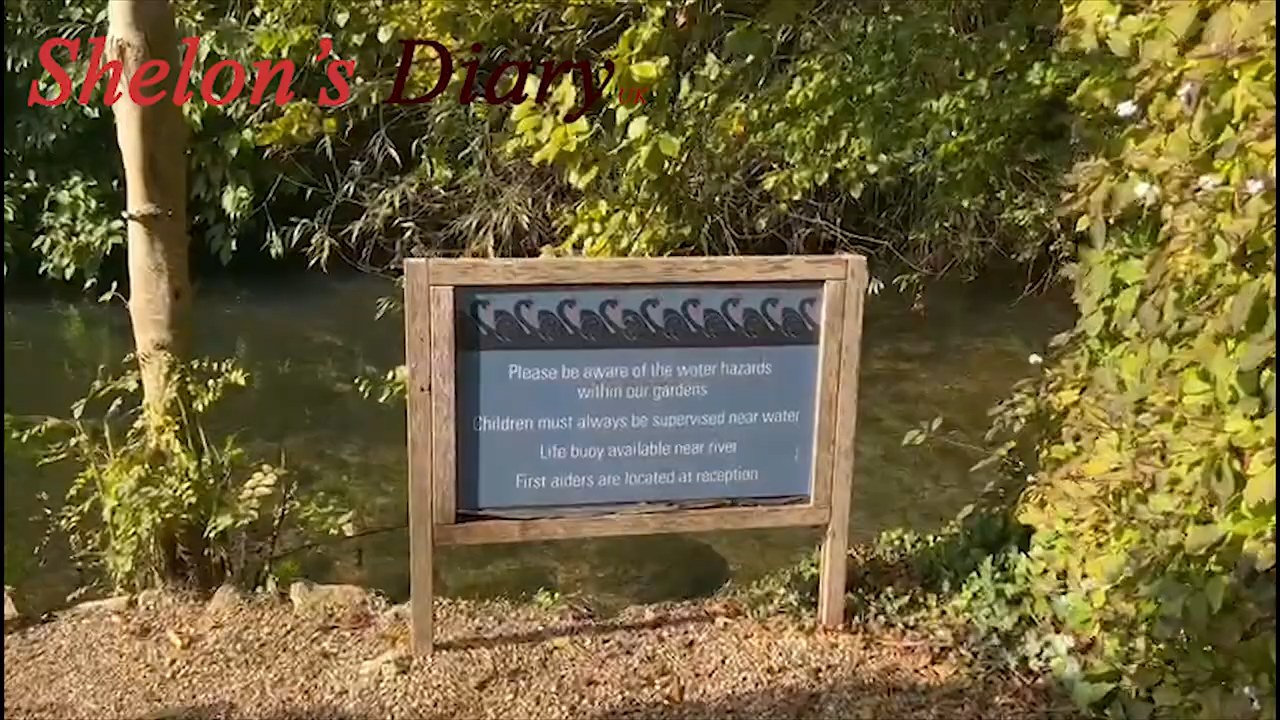 Shelon's Diary UK
Please be aware of the water hazards
within our gardens
Children must always be supervised near water
Life buoy available near river
First aiders are located at reception